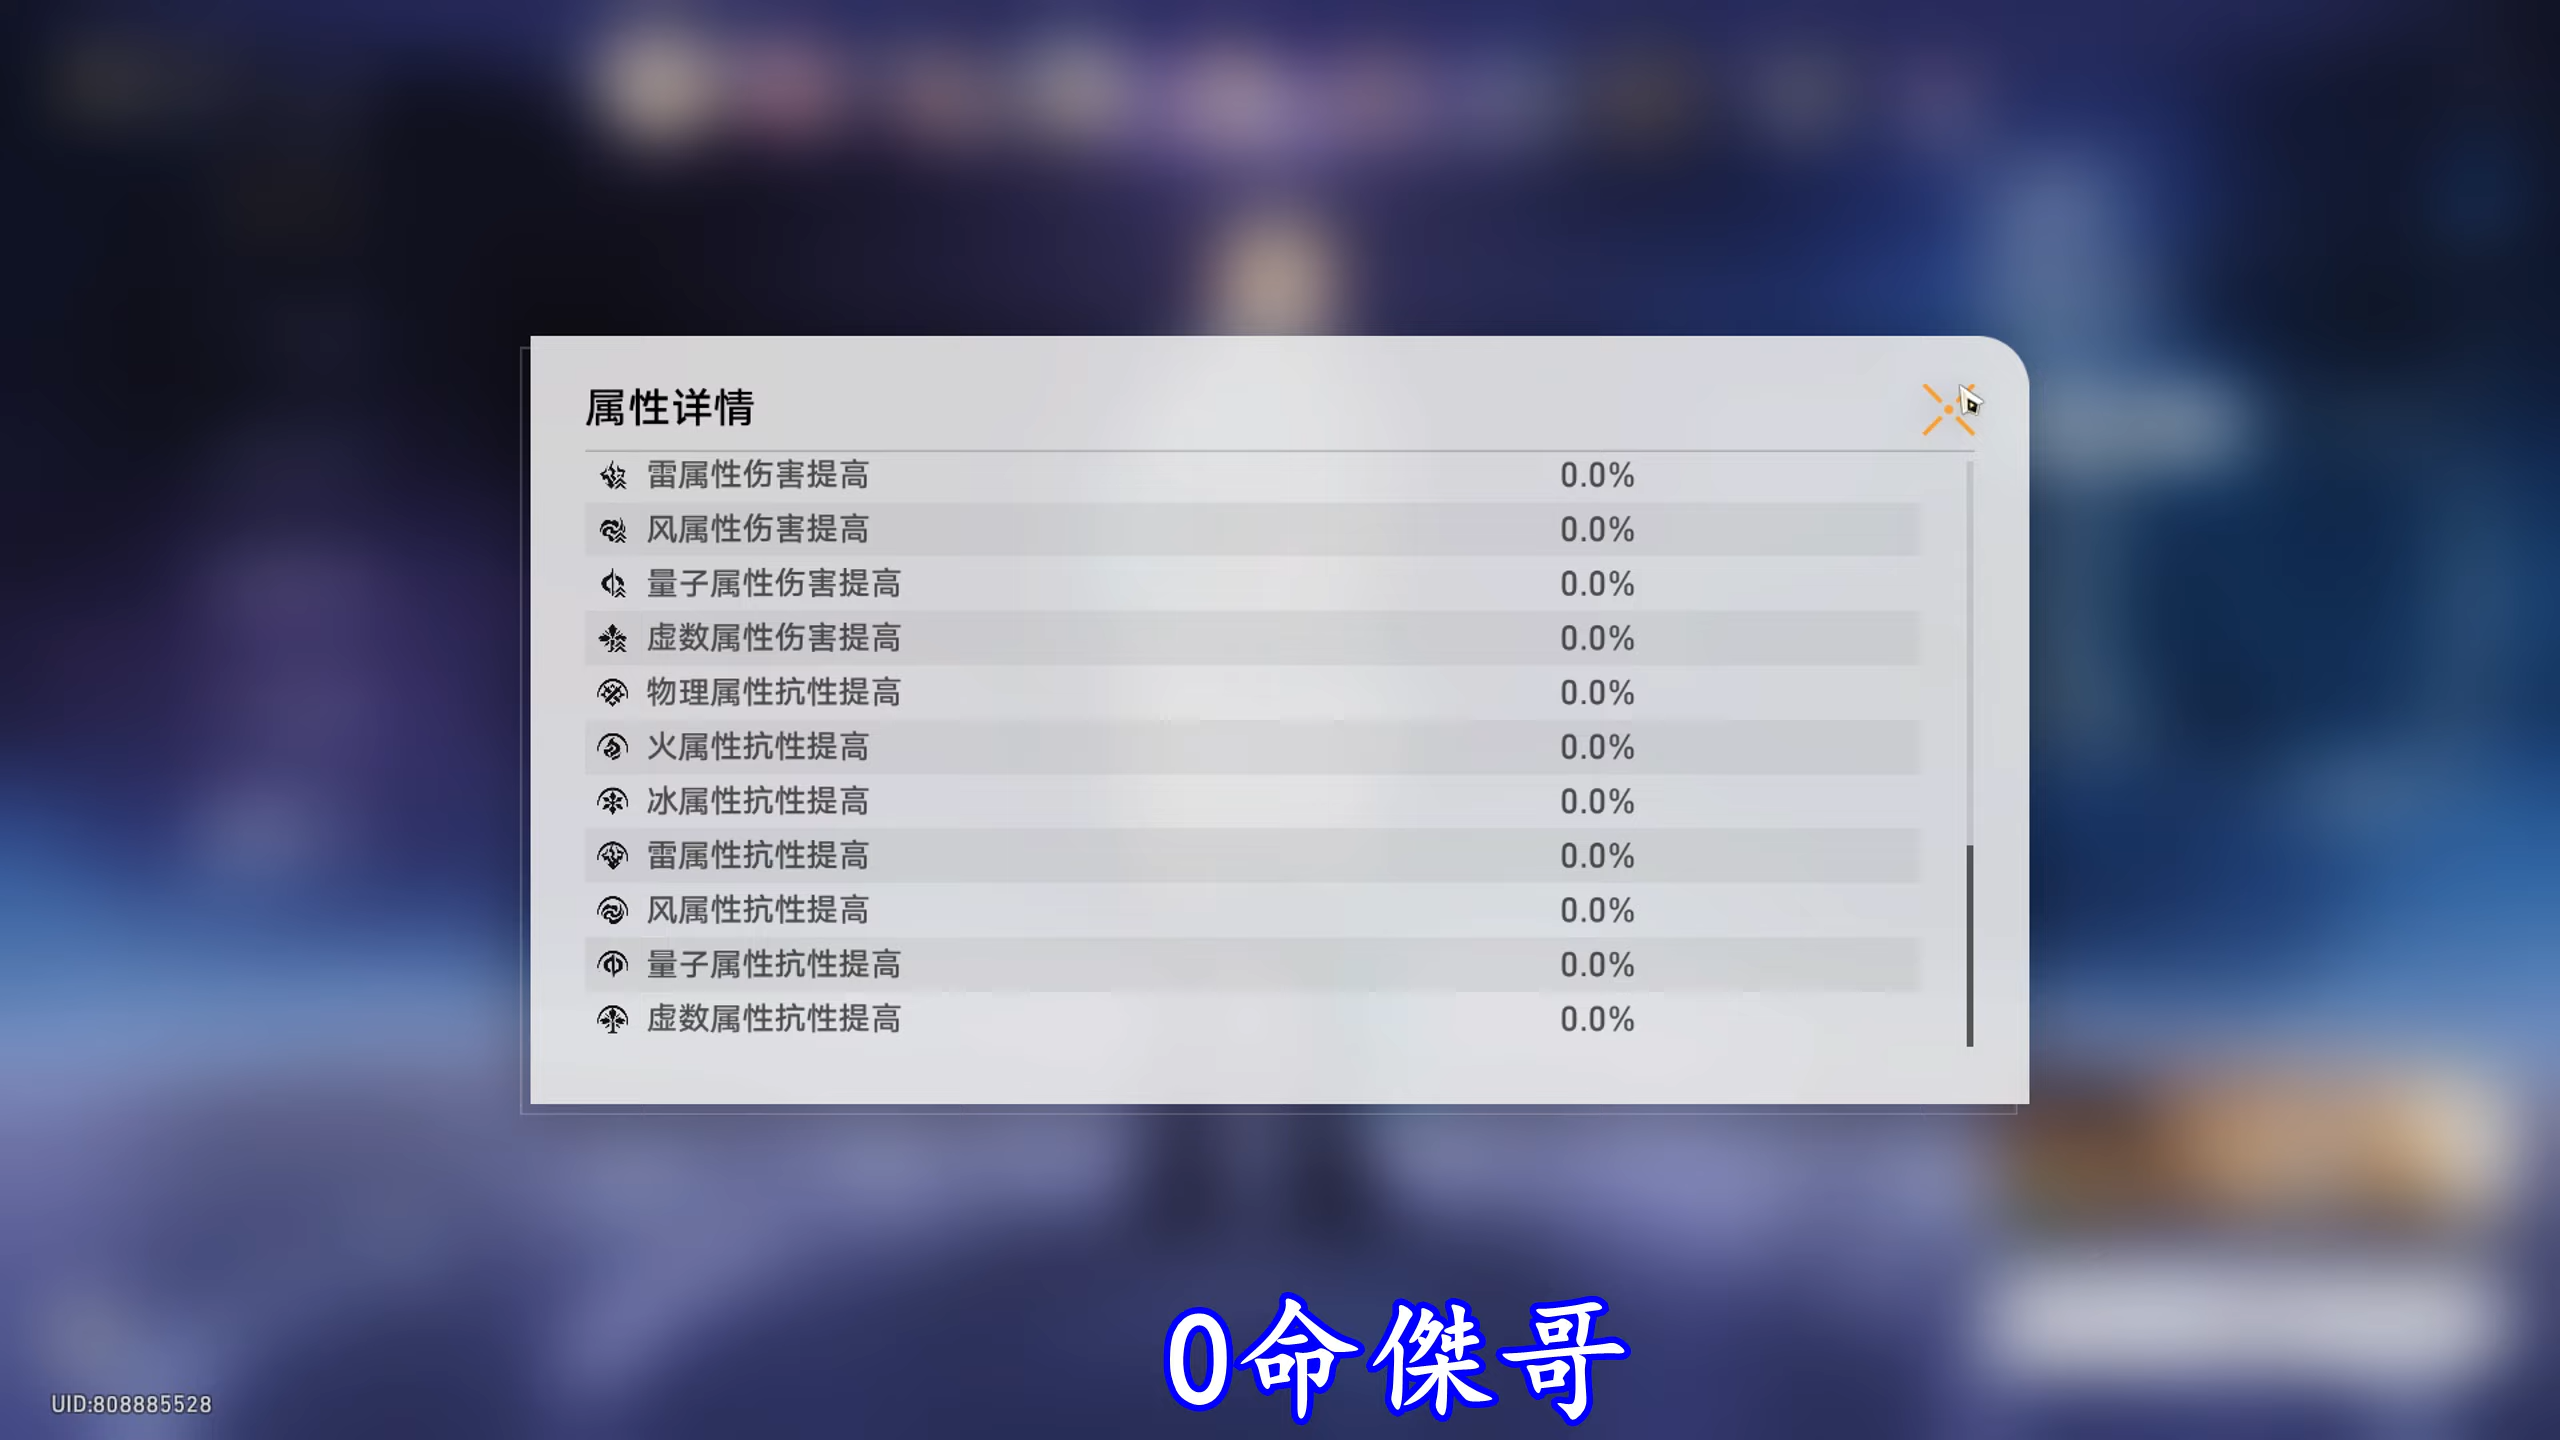 属性详情
雷属性伤害提高 0.0%
风属性伤害提高 0.0%
量子属性伤害提高 0.0%
虚数属性伤害提高 0.0%
物理属性抗性提高 0.0%
火属性抗性提高 0.0%
冰属性抗性提高 0.0%
雷属性抗性提高 0.0%
风属性抗性提高 0.0%
量子属性抗性提高 0.0%
虚数属性抗性提高 0.0%
0命傑哥
UID:808885528